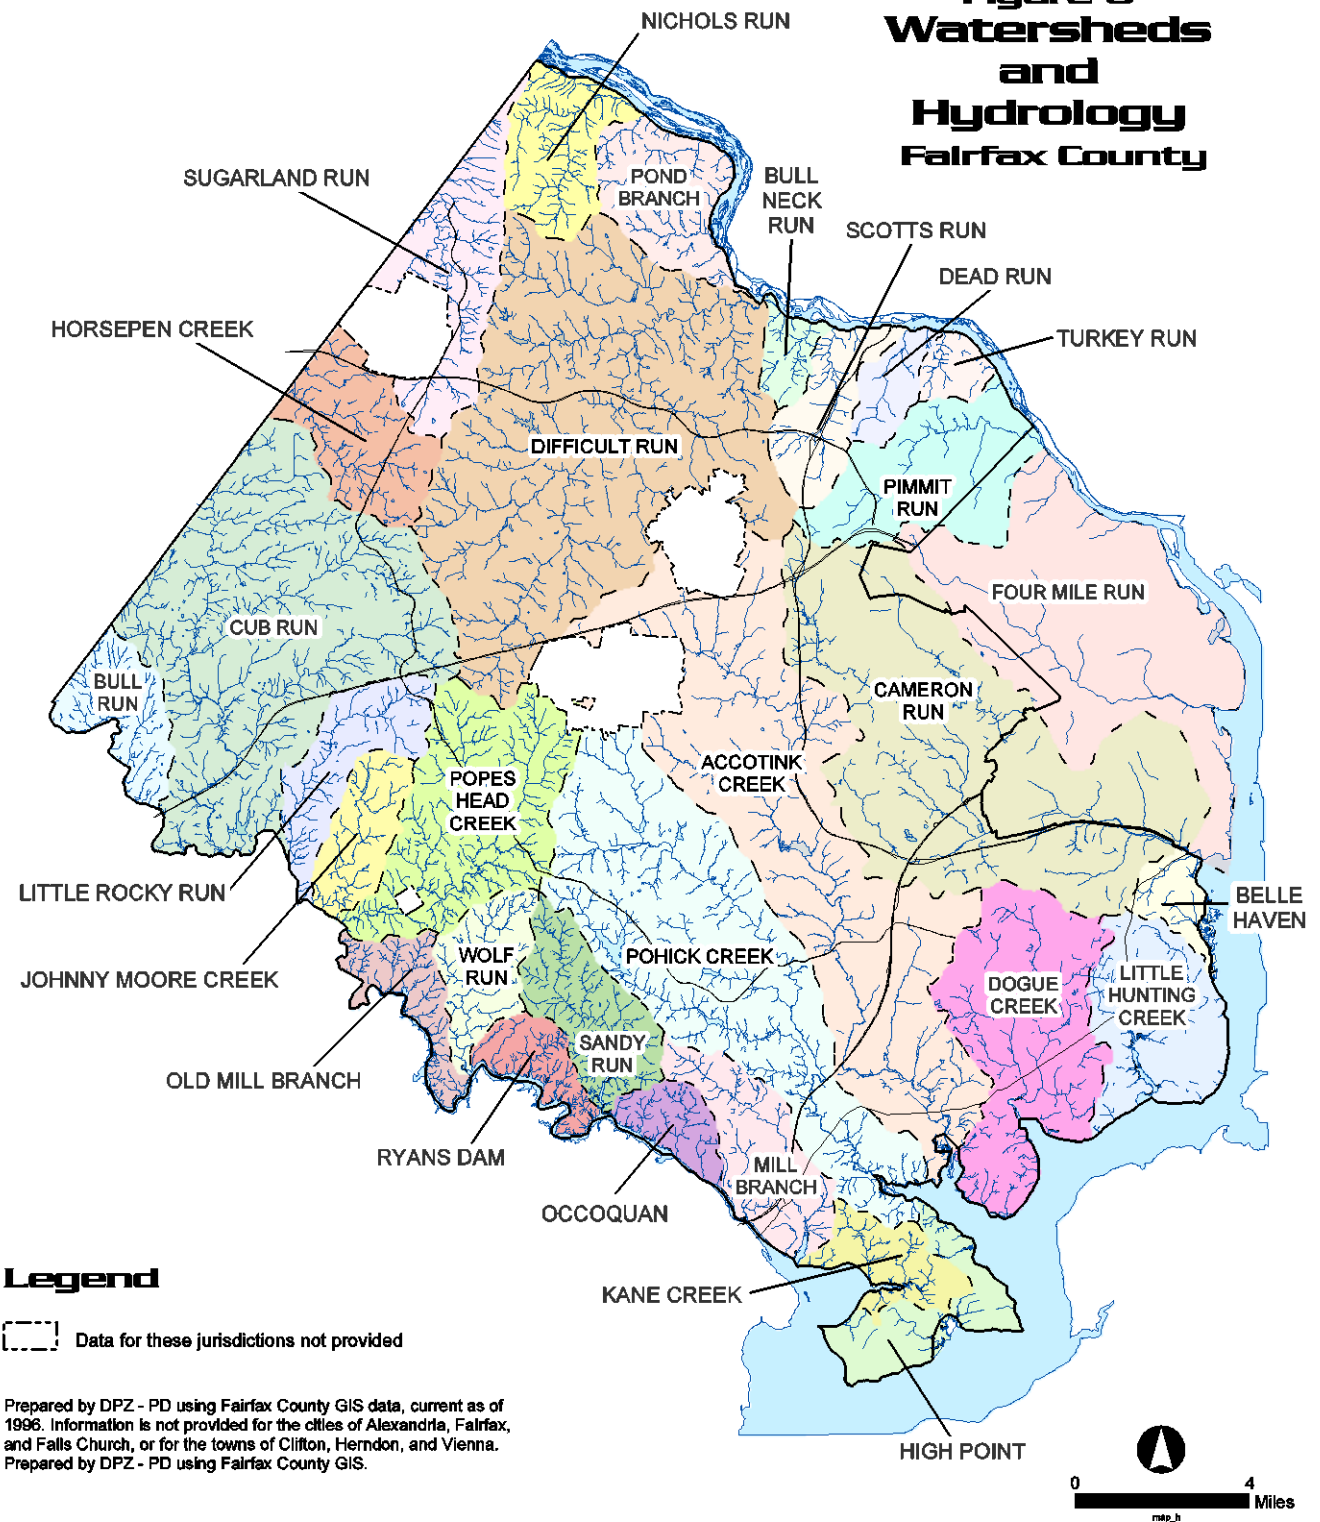 Watersheds
and
Hydrology
Fairfax County
NICHOLS RUN
SUGARLAND RUN
POND
BRANCH
BULL
NECK
RUN
SCOTTS RUN
DEAD RUN
HORSEPEN CREEK
TURKEY RUN
DIFFICULT RUN
PIMMIT
RUN
FOUR MILE RUN
CUB RUN
BULL
RUN
CAMERON
RUN
ACCOTINK
CREEK
POPES
HEAD
CREEK
LITTLE ROCKY RUN
BELLE
HAVEN
JOHNNY MOORE CREEK
WOLF
RUN
POHICK CREEK
DOGUE
CREEK
LITTLE
HUNTING
CREEK
SANDY
RUN
OLD MILL BRANCH
RYANS DAM
MILL
BRANCH
OCCOQUAN
KANE CREEK
HIGH POINT
Legend
Data for these jurisdictions not provided
Prepared by DPZ - PD using Fairfax County GIS data, current as of
1996. Information is not provided for the cities of Alexandria, Fairfax,
and Falls Church, or for the towns of Clifton, Herndon, and Vienna.
Prepared by DPZ - PD using Fairfax County GIS.
0 4
Miles
map_h